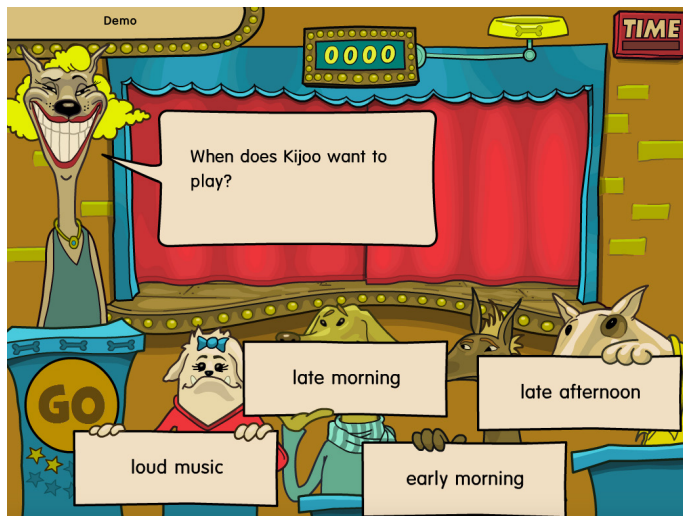 Demo
0000
TIME
When does Kijoo want to
play?
late morning
late afternoon
GO
loud music
early morning